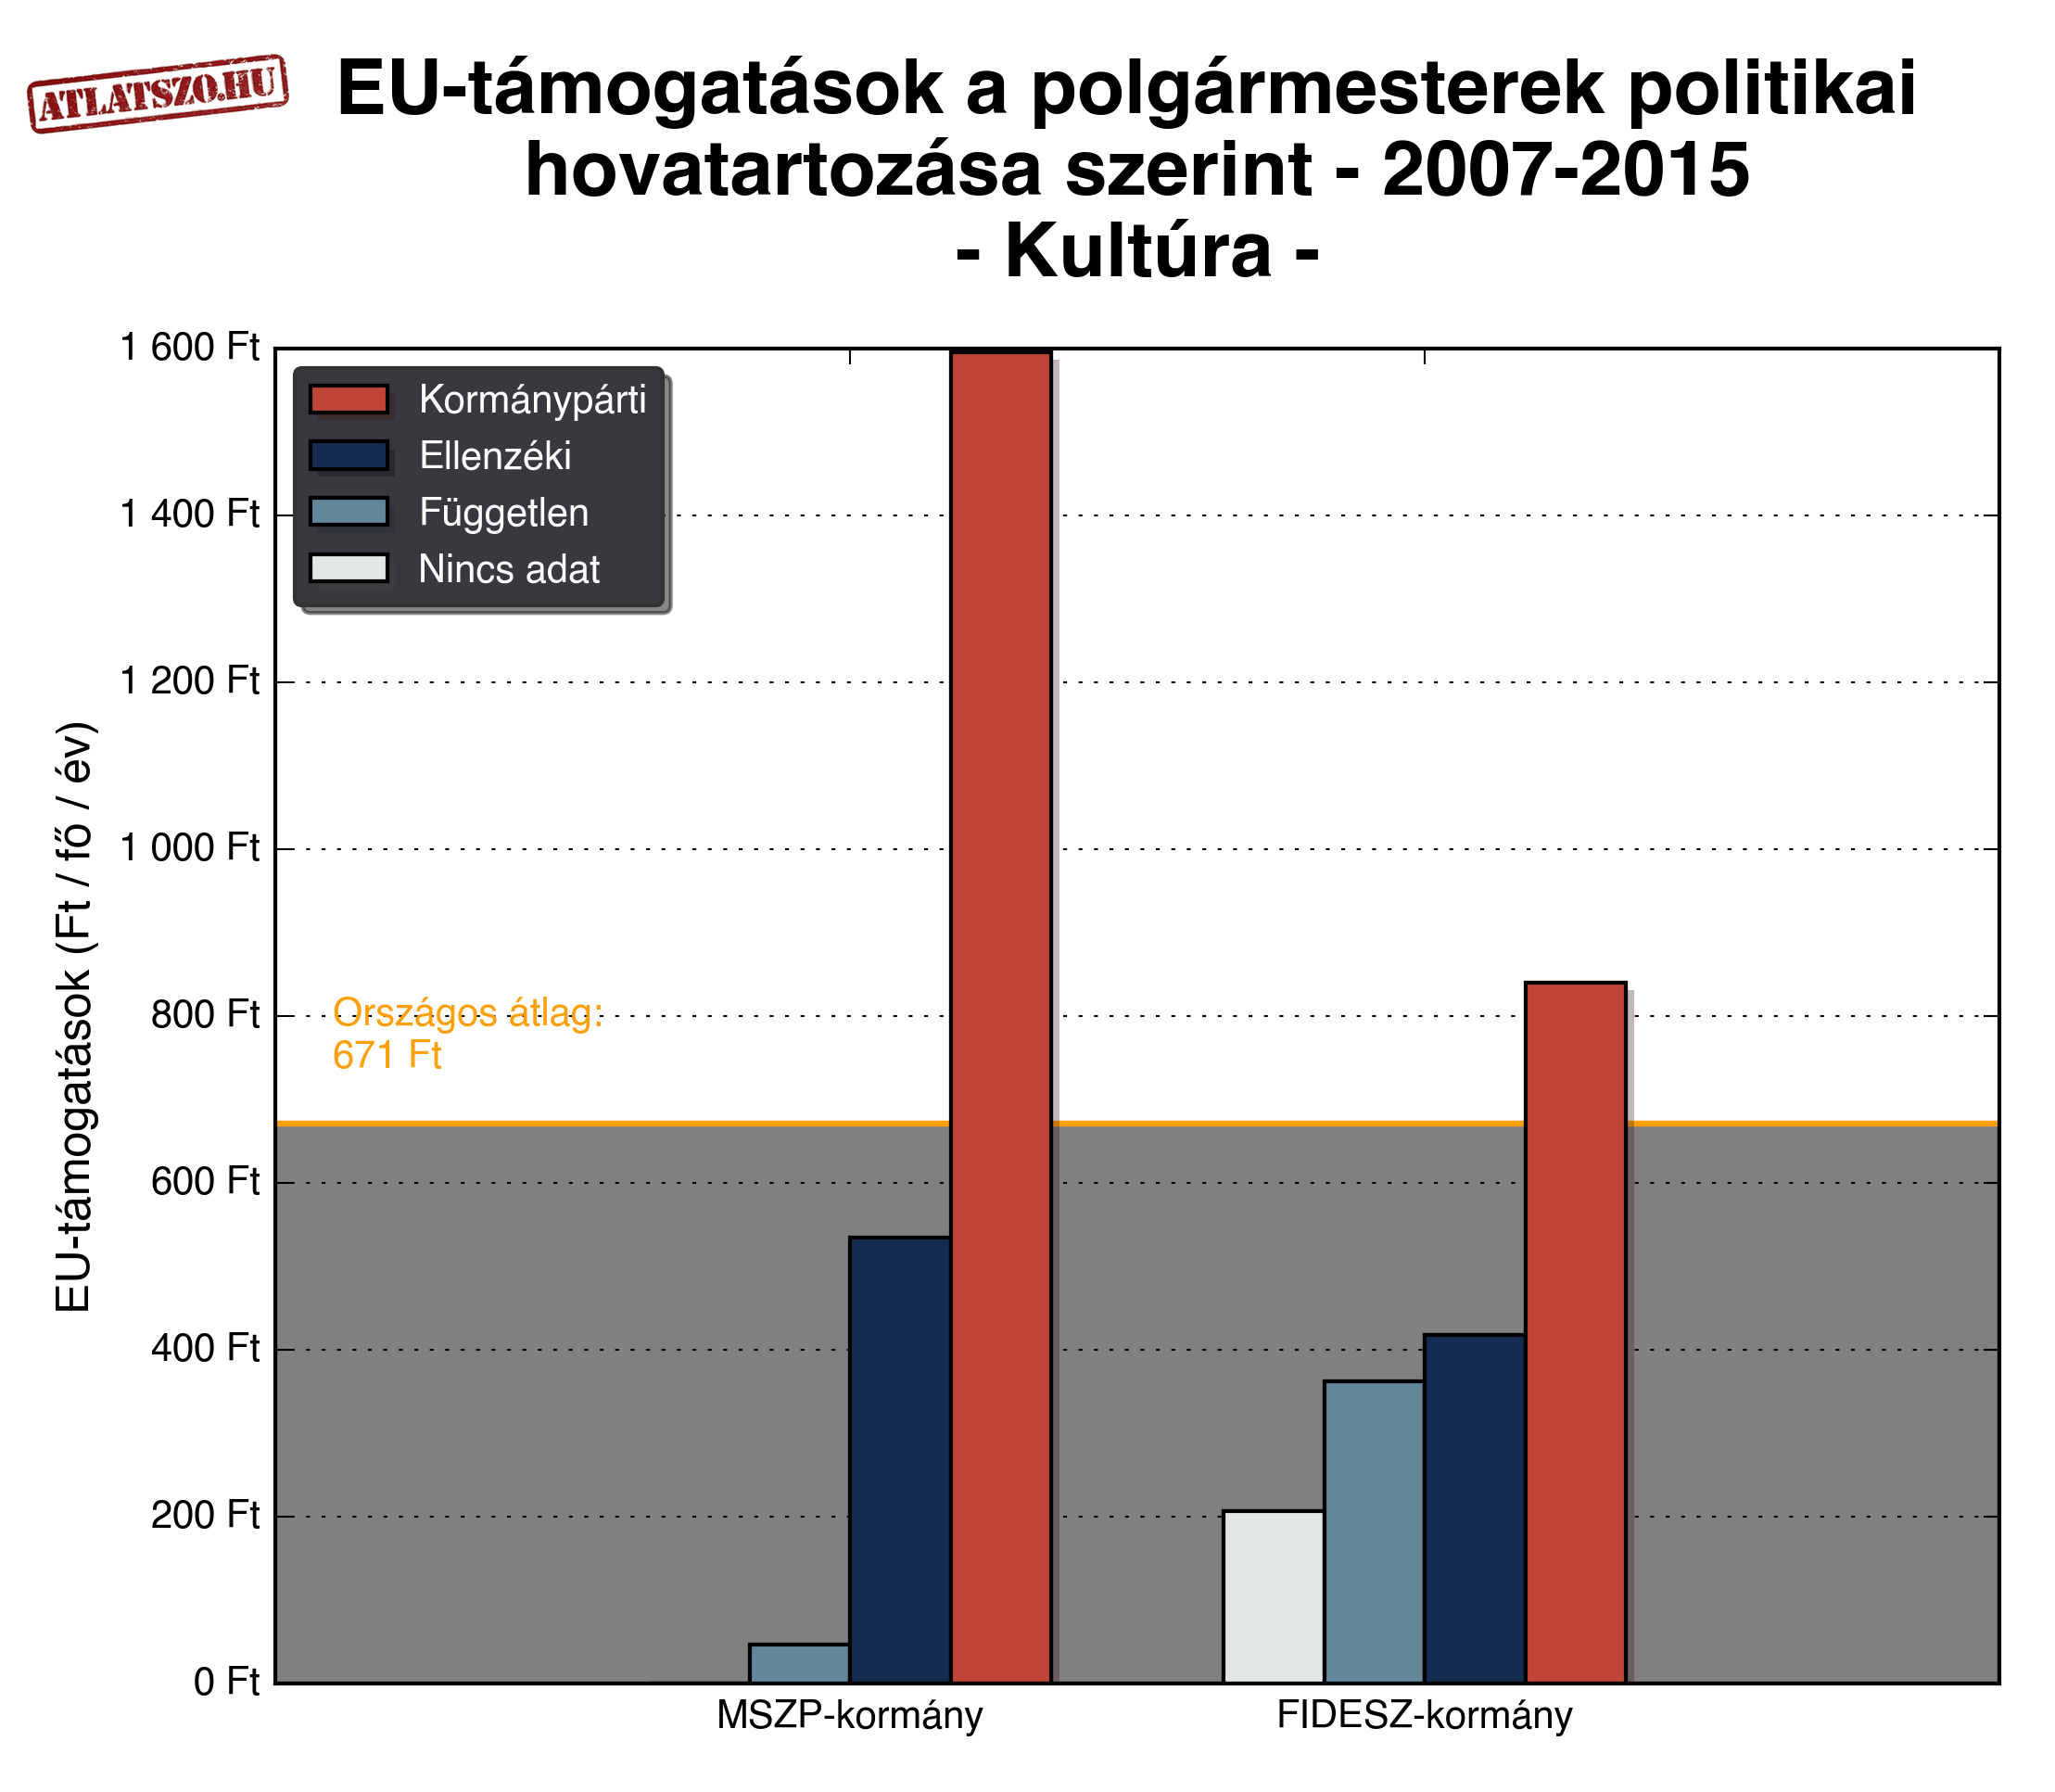 ATLATSZO.HU
EU-támogatások a polgármesterek politikai
hovatartozása szerint - 2007-2015
- Kultúra -
EU-támogatások (Ft / fő / év)
1 600 Ft
1 400 Ft
1 200 Ft
1 000 Ft
800 Ft
600 Ft
400 Ft
200 Ft
0 Ft
Kormánypárti
Ellenzéki
Független
Nincs adat
Országos átlag:
671 Ft
MSZP-kormány
FIDESZ-kormány